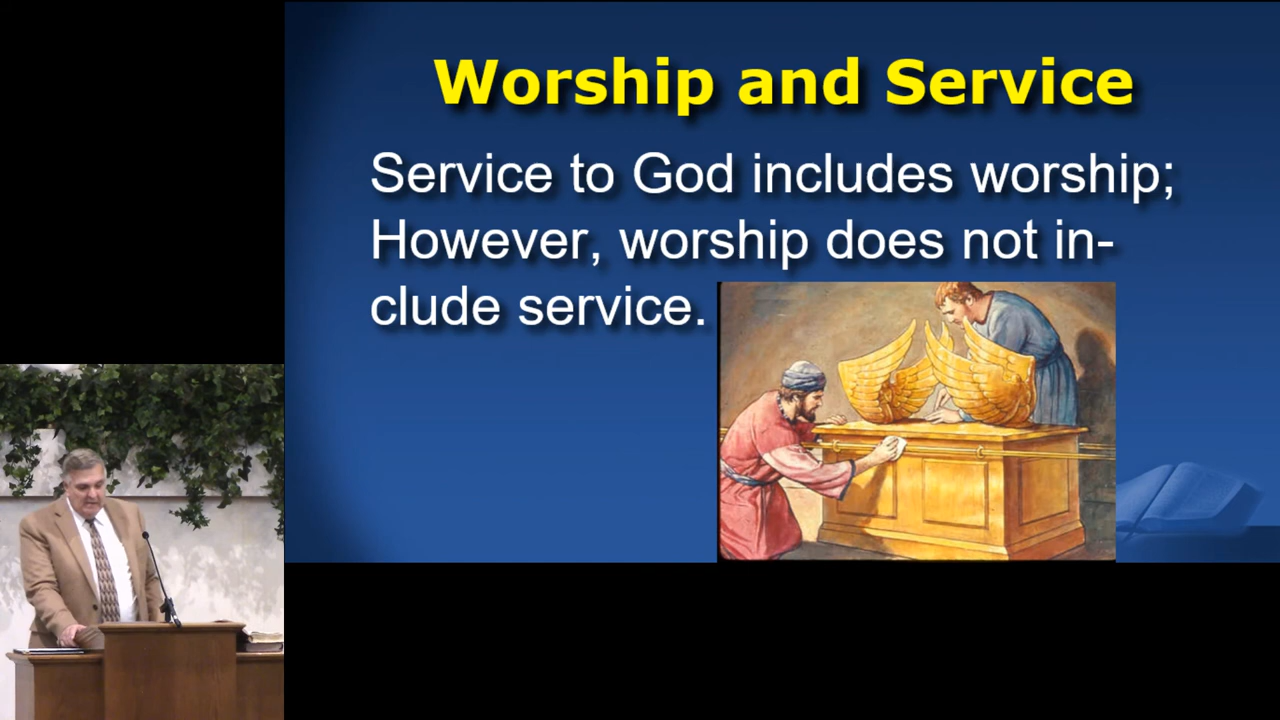 Worship and Service
Service to God includes worship;
However, worship does not in-
clude service.